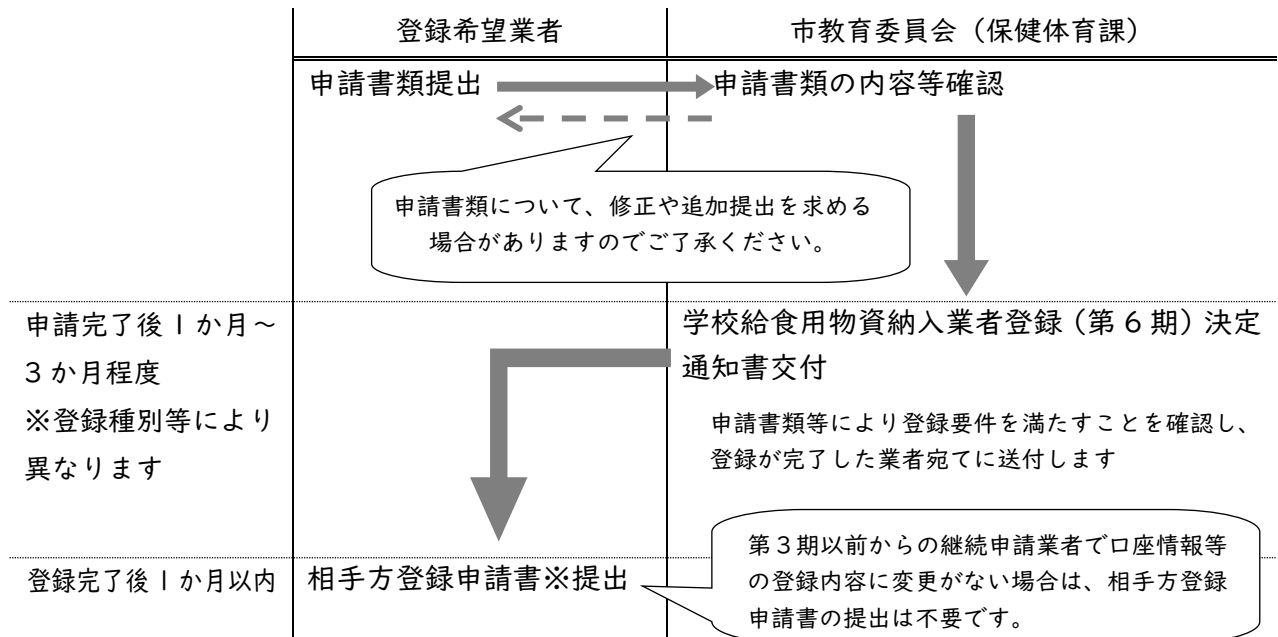 登録希望業者
市教育委員会（保健体育課）
申請書類提出
申請書類の内容等確認
申請書類について、修正や追加提出を求める
場合がありますのでご了承ください。
申請完了後１か月～
３か月程度
※登録種別等により
異なります
学校給食用物資納入業者登録（第６期）決定
通知書交付
申請書類等により登録要件を満たすことを確認し、
登録が完了した業者宛てに送付します
登録完了後１か月以内
相手方登録申請書※提出
第３期以前からの継続申請業者で口座情報等
の登録内容に変更がない場合は、相手方登録
申請書の提出は不要です。